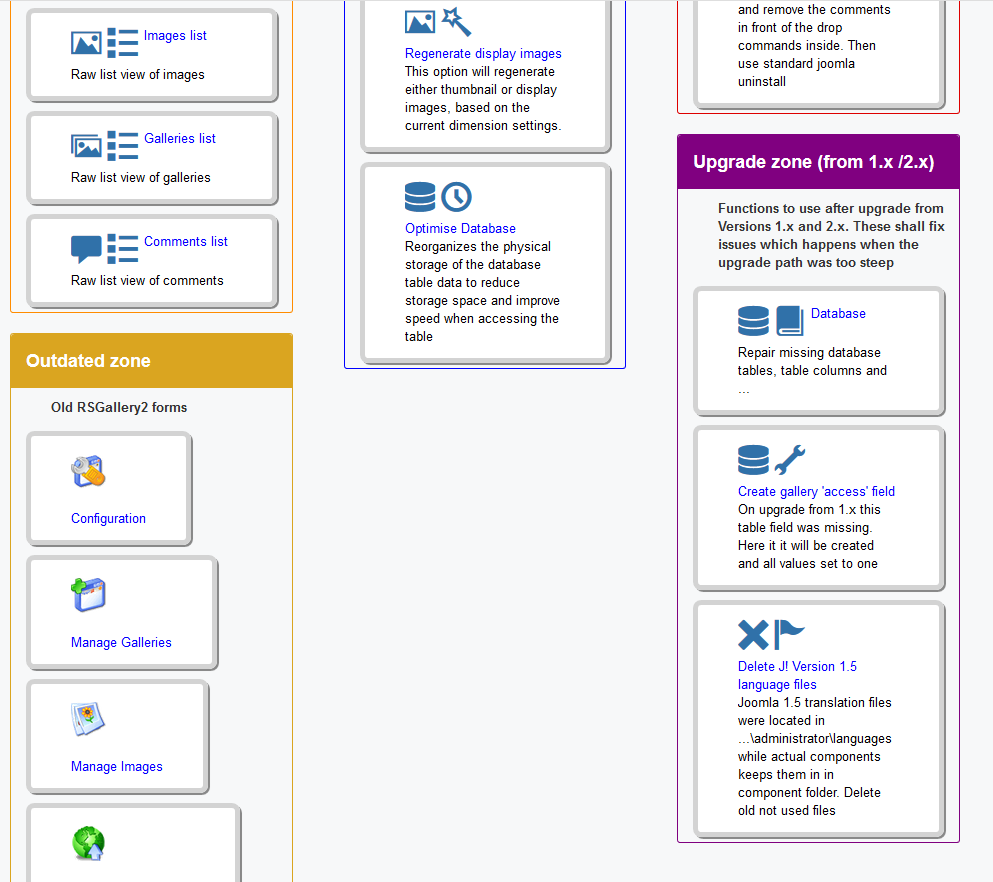 Images list
Raw list view of images
Galleries list
Raw list view of galleries
Comments list
Raw list view of comments
Outdated zone
Old RSGallery2 forms
Configuration
Manage Galleries
Manage Images
Regenerate display images
This option will regenerate
either thumbnail or display
images, based on the
current dimension settings.
Optimise Database
Reorganizes the physical
storage of the database
table data to reduce
storage space and improve
speed when accessing the
table
and remove the comments
in front of the drop
commands inside. Then
use standard joomla
uninstall
Upgrade zone (from 1.x /2.x)
Functions to use after upgrade from
Versions 1.x and 2.x. These shall fix
issues which happens when the
upgrade path was too steep
Database
Repair missing database
tables, table columns and
...
Create gallery 'access' field
On upgrade from 1.x this
table field was missing.
Here it it will be created
and all values set to one
Delete J! Version 1.5
language files
Joomla 1.5 translation files
were located in
...\administrator\languages
while actual components
keeps them in in
component folder. Delete
old not used files